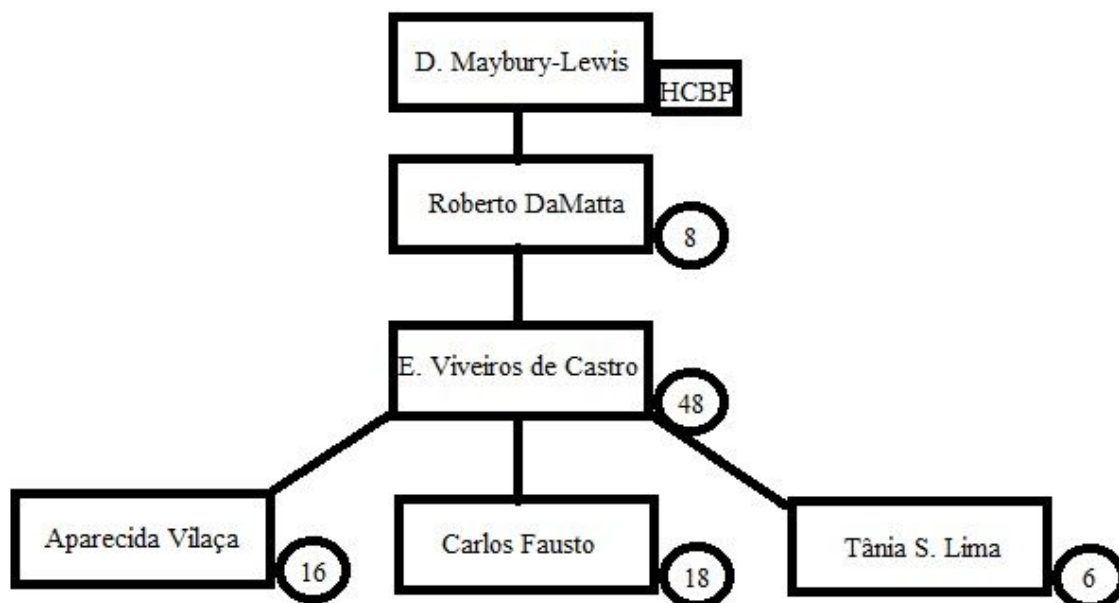 D. Maybury-Lewis
HCBP
Roberto DaMatta
8
E. Viveiros de Castro
48
Aparecida Vilaça
16
Carlos Fausto
18
Tânia S. Lima
6